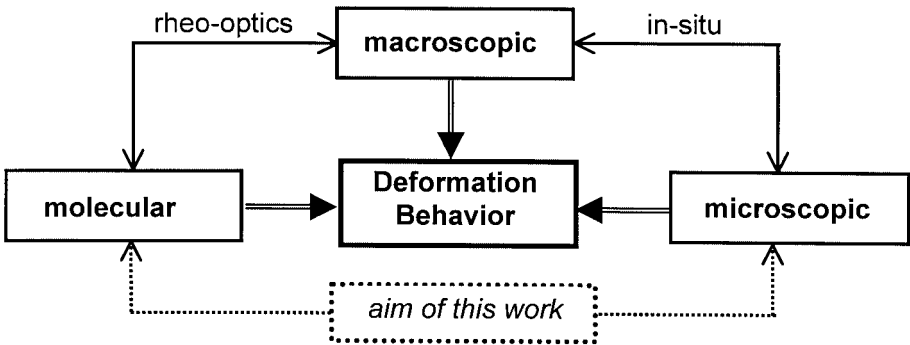 rheo-optics
macroscopic
in-situ
molecular
Deformation
Behavior
microscopic
aim of this work